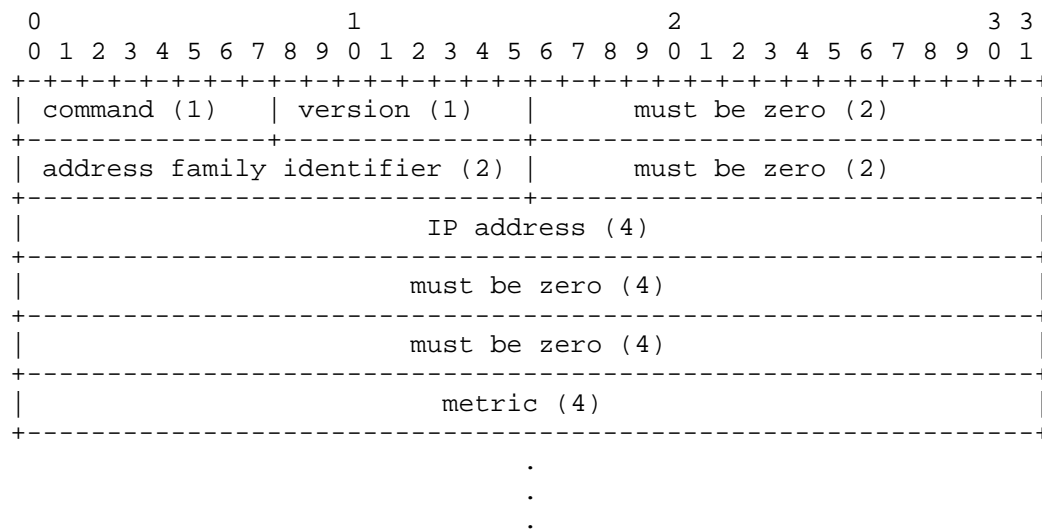 0                   1                   2                   3 3
0 1 2 3 4 5 6 7 8 9 0 1 2 3 4 5 6 7 8 9 0 1 2 3 4 5 6 7 8 9 0 1
+-+-+-+-+-+-+-+-+-+-+-+-+-+-+-+-+-+-+-+-+-+-+-+-+-+-+-+-+-+-+-+-+
| command (1)   | version (1)   |      must be zero (2)         |
+---------------+---------------+-------------------------------+
| address family identifier (2) |      must be zero (2)         |
+-------------------------------+-------------------------------+
|                         IP address (4)                        |
+---------------------------------------------------------------+
|                        must be zero (4)                       |
+---------------------------------------------------------------+
|                        must be zero (4)                       |
+---------------------------------------------------------------+
|                          metric (4)                           |
+---------------------------------------------------------------+
.
.
.